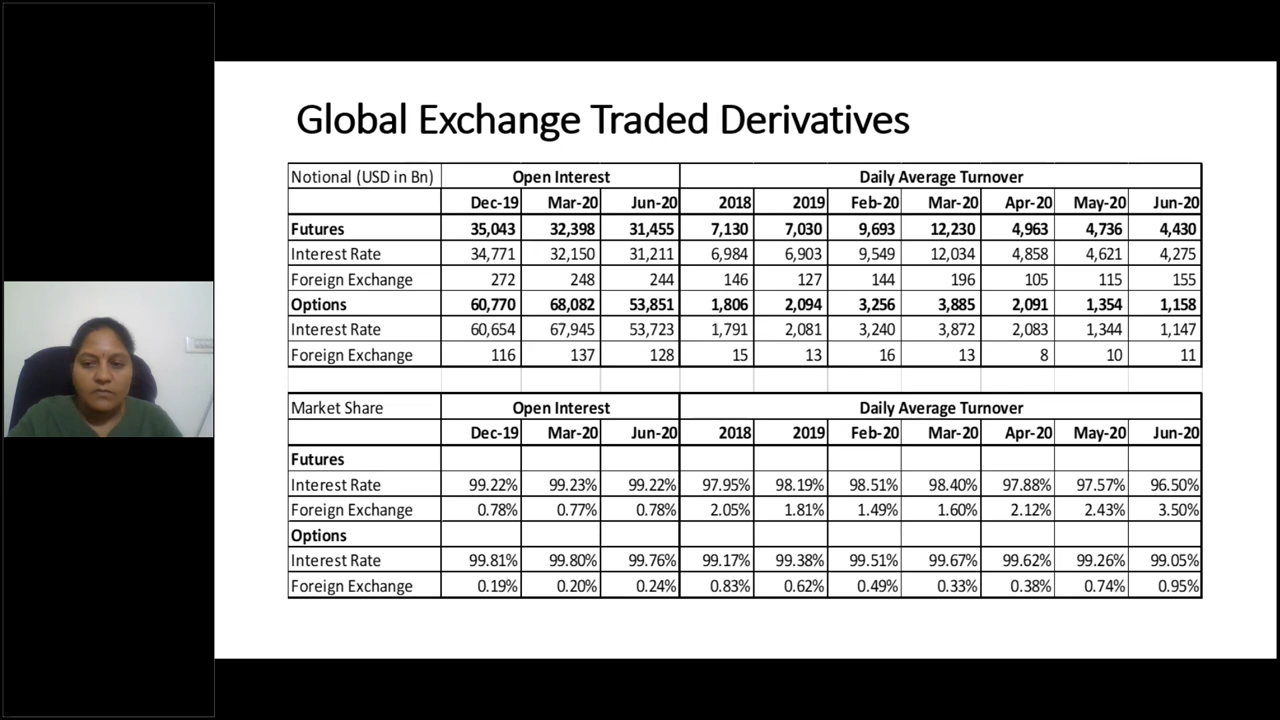 Global Exchange Traded Derivatives
Notional (USD in Bn) Open Interest Daily Average Turnover
Dec-19 Mar-20 Jun-20 2018 2019 Feb-20 Mar-20 Apr-20 May-20 Jun-20
Futures 35,043 32,398 31,455 7,130 7,030 9,693 12,230 4,963 4,736 4,430
Interest Rate 34,771 32,150 31,211 6,984 6,903 9,549 12,034 4,858 4,621 4,275
Foreign Exchange 272 248 244 146 127 144 196 105 115 155
Options 60,770 68,082 53,851 1,806 2,094 3,256 3,885 2,091 1,354 1,158
Interest Rate 60,654 67,945 53,723 1,791 2,081 3,240 3,872 2,083 1,344 1,147
Foreign Exchange 116 137 128 15 13 16 13 8 10 11
Market Share Open Interest Daily Average Turnover
Dec-19 Mar-20 Jun-20 2018 2019 Feb-20 Mar-20 Apr-20 May-20 Jun-20
Futures
Interest Rate 99.22% 99.23% 99.22% 97.95% 98.19% 98.51% 98.40% 97.88% 97.57% 96.50%
Foreign Exchange 0.78% 0.77% 0.78% 2.05% 1.81% 1.49% 1.60% 2.12% 2.43% 3.50%
Options
Interest Rate 99.81% 99.80% 99.76% 99.17% 99.38% 99.51% 99.67% 99.62% 99.26% 99.05%
Foreign Exchange 0.19% 0.20% 0.24% 0.83% 0.62% 0.49% 0.33% 0.38% 0.74% 0.95%